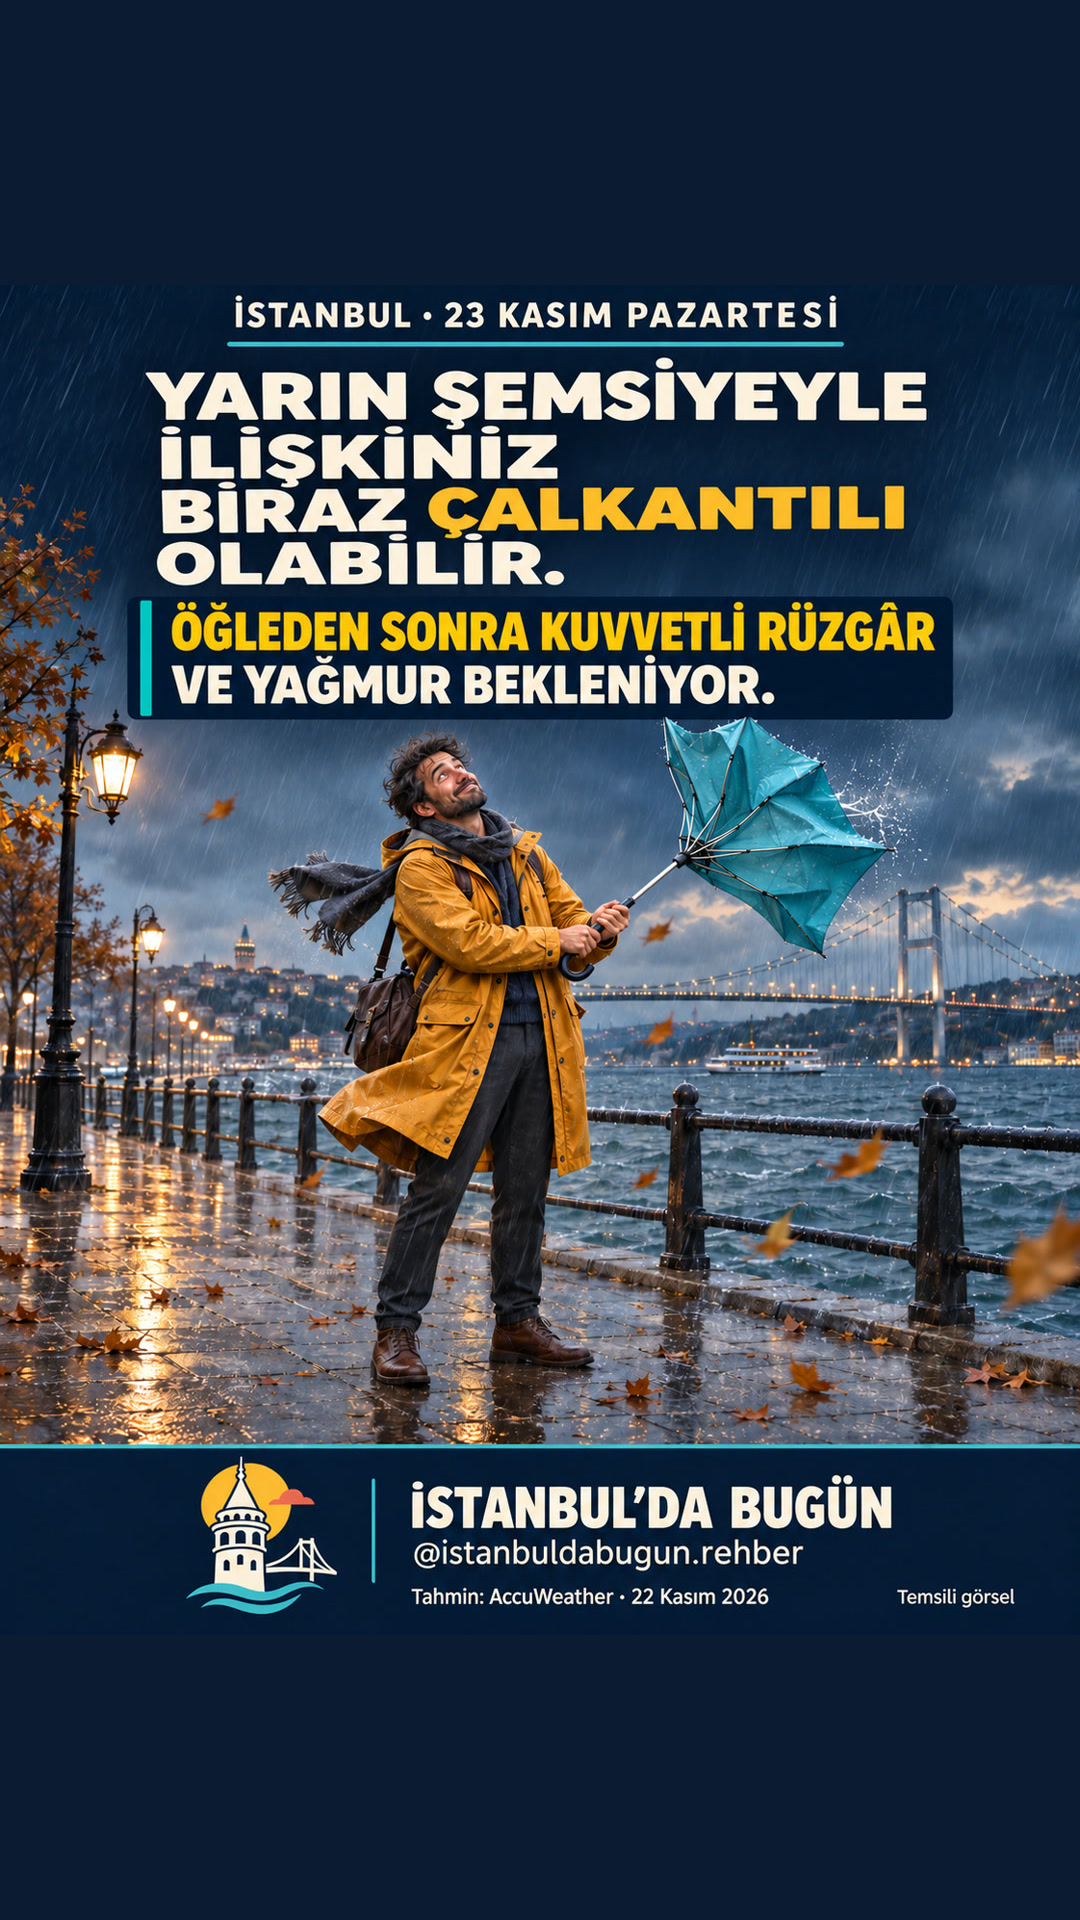 İSTANBUL • 23 KASIM PAZARTESİ
YARIN ŞEMSİYEYLE
İLİŞKİNİZ
BİRAZ ÇALKANTILI
OLABİLİR.
ÖĞLEDEN SONRA KUVVETLİ RÜZGÂR
VE YAĞMUR BEKLENİYOR.
İSTANBUL'DA BUGÜN
@istanbuldabugun.rehber
Tahmin: AccuWeather • 22 Kasım 2026
Temsili görsel